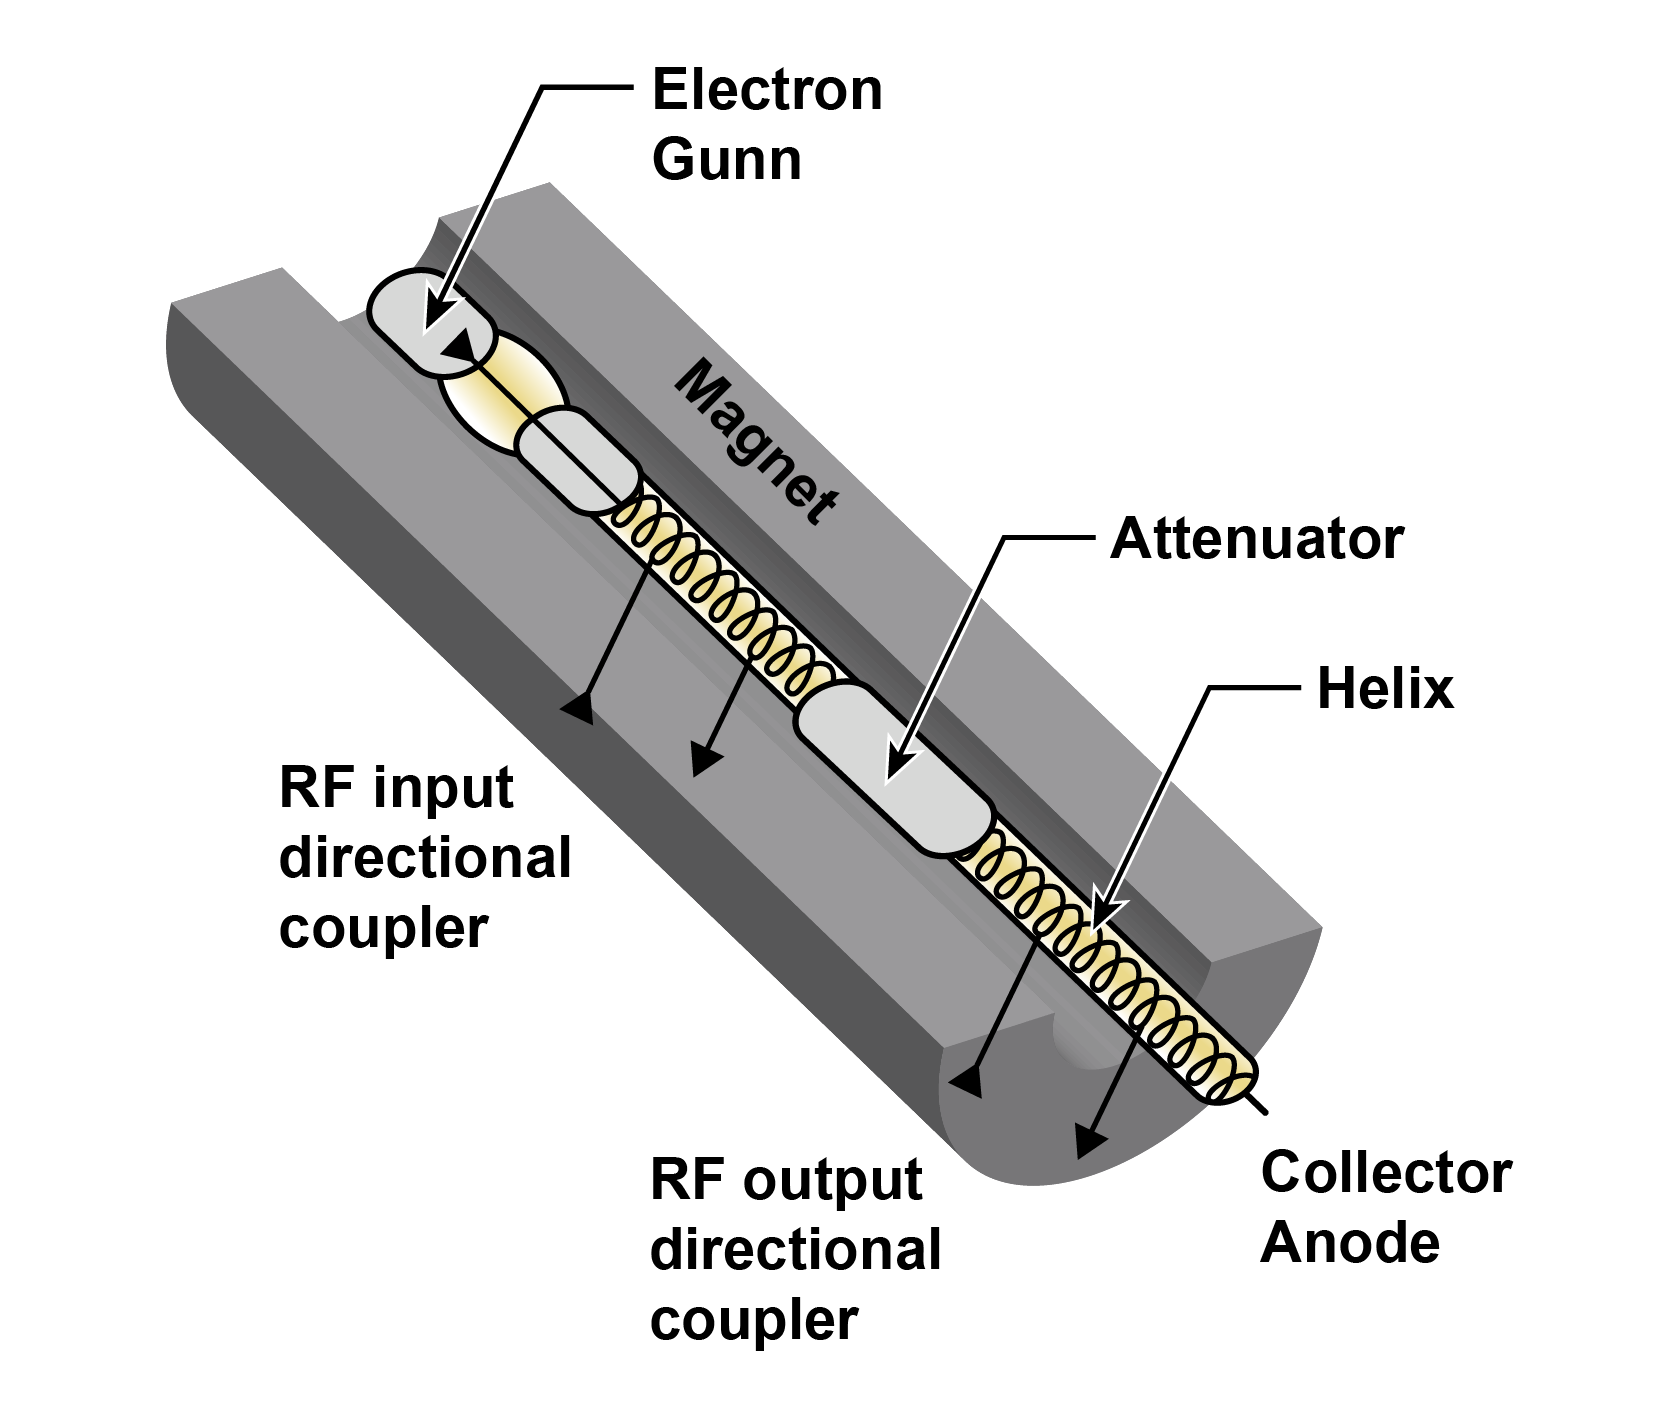 Electron
Gunn
Magnet
Attenuator
Helix
RF input
directional
coupler
RF output
directional
coupler
Collector
Anode